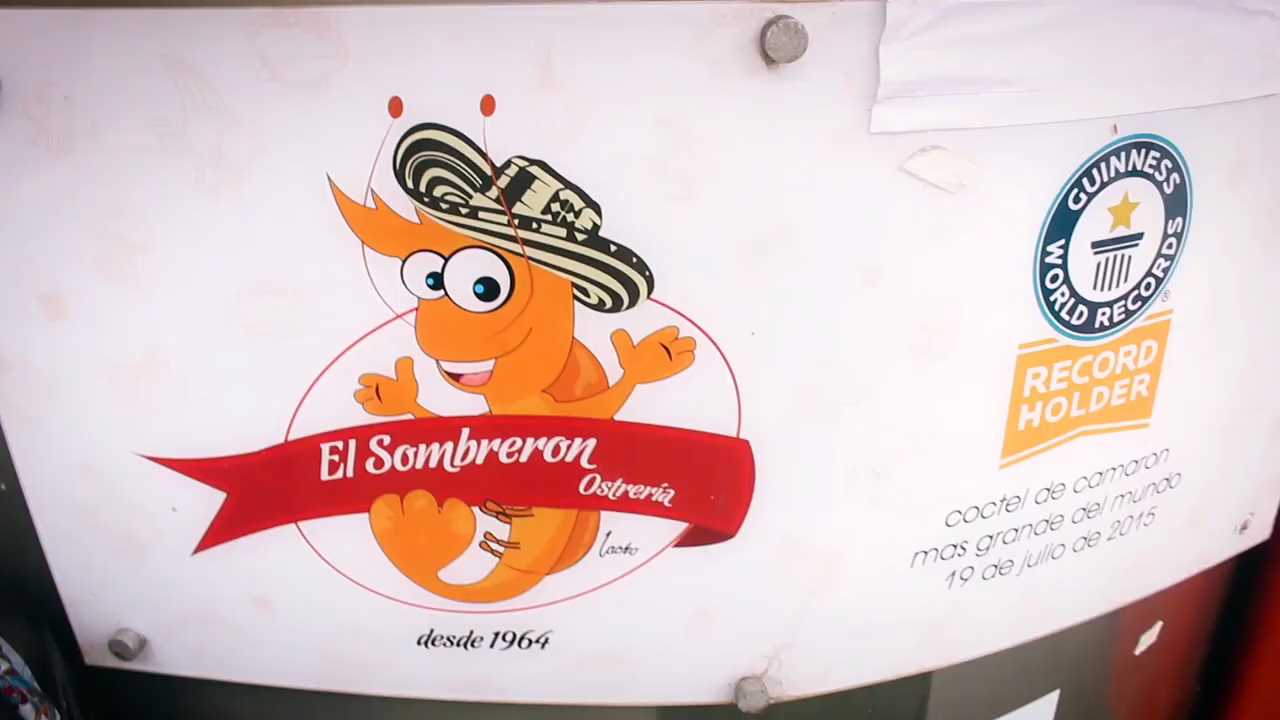 El Sombreron
Ostrería
desde 1964
GUINNESS
WORLD RECORDS
®
RECORD
HOLDER
coctel de camaron
mas grande del mundo
19 de julio de 2015